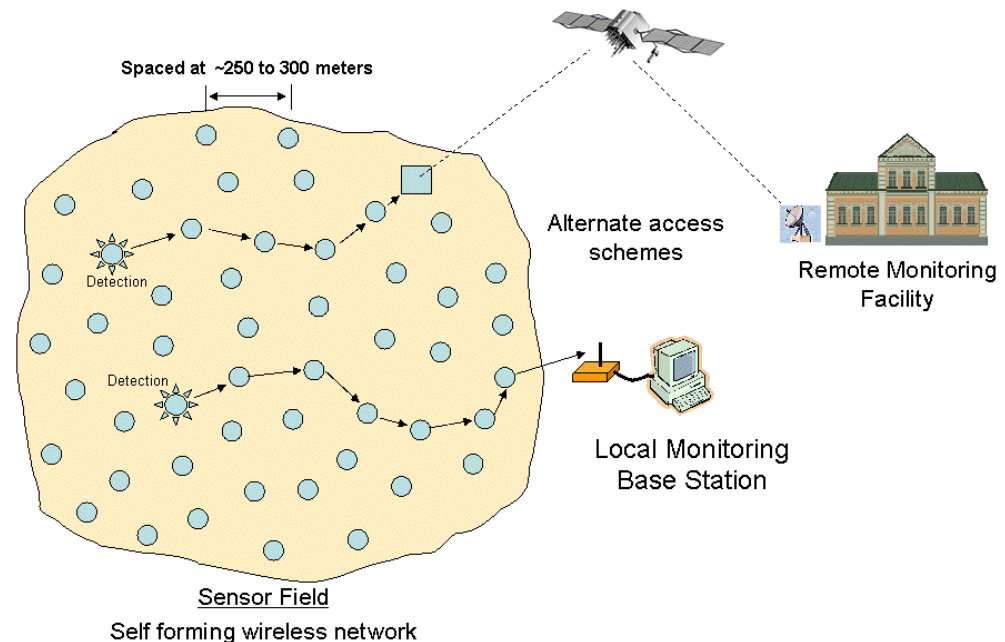 Spaced at ~250 to 300 meters
Alternate access
schemes
Remote Monitoring
Facility
Detection
Detection
Local Monitoring
Base Station
Sensor Field
Self forming wireless network